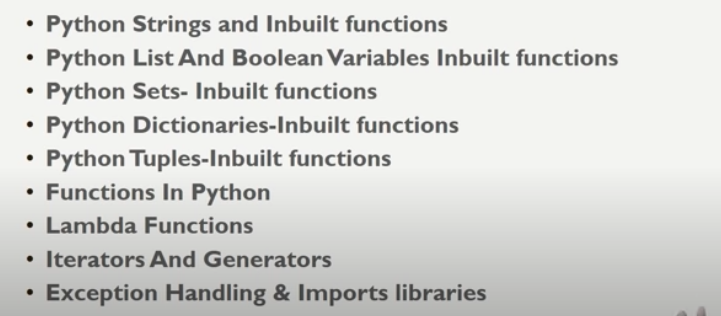 • Python Strings and Inbuilt functions
• Python List And Boolean Variables Inbuilt functions
• Python Sets- Inbuilt functions
• Python Dictionaries-Inbuilt functions
• Python Tuples-Inbuilt functions
• Functions In Python
• Lambda Functions
• Iterators And Generators
• Exception Handling & Imports libraries